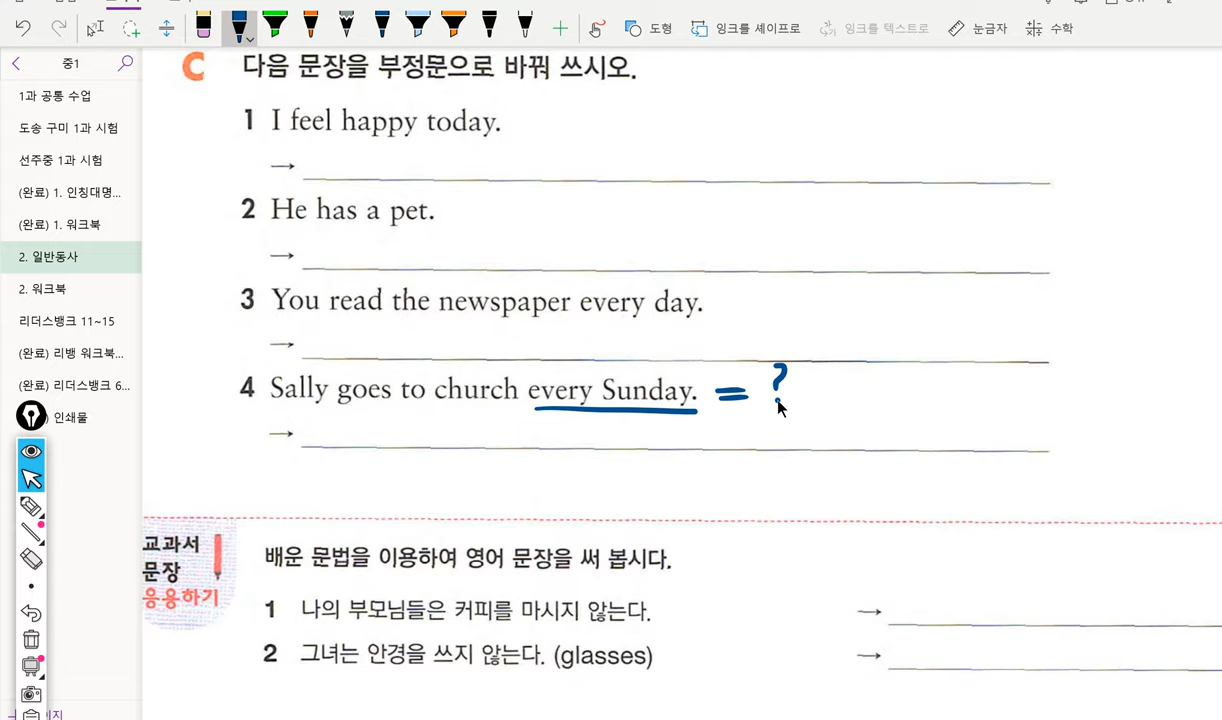 도형
잉크를 셰이프로
잉크를 텍스트로
눈금자
수학
중1
1과 공통 수업
도송 구미 1과 시험
선주중 1과 시험
(완료) 1. 인칭대명...
(완료) 1. 워크북
2. 일반동사
2. 워크북
리더스뱅크 11~15
(완료) 리뱅 워크북...
(완료) 리더스뱅크 6...
인쇄물
C 다음 문장을 부정문으로 바꿔 쓰시오.
1 I feel happy today.
→
2 He has a pet.
→
3 You read the newspaper every day.
→
4 Sally goes to church every Sunday. = ?
→
교과서
문장
응용하기
배운 문법을 이용하여 영어 문장을 써 봅시다.
1 나의 부모님들은 커피를 마시지 않는다. →
2 그녀는 안경을 쓰지 않는다. (glasses) →